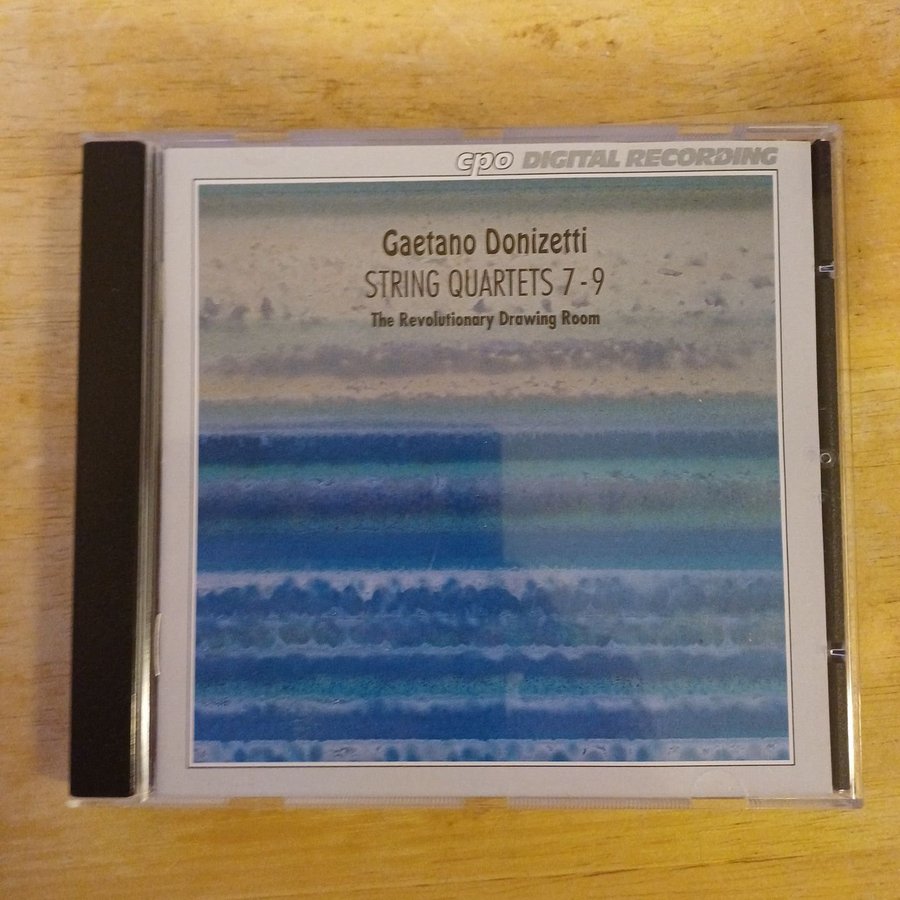 cpo DIGITAL RECORDING
Gaetano Donizetti
STRING QUARTETS 7-9
The Revolutionary Drawing Room